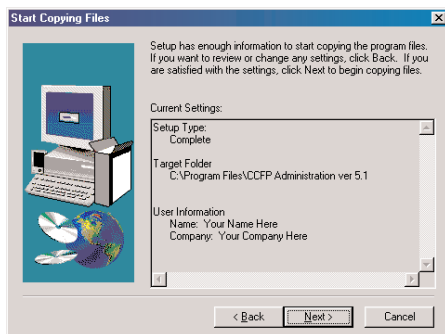 Start Copying Files
Setup has enough information to start copying the program files.
If you want to review or change any settings, click Back. If you
are satisfied with the settings, click Next to begin copying files.
Current Settings:
Setup Type:
Complete
Target Folder
C:\Program Files\CCFP Administration ver 5.1
User Information
Name: Your Name Here
Company: Your Company Here
< Back
Next >
Cancel